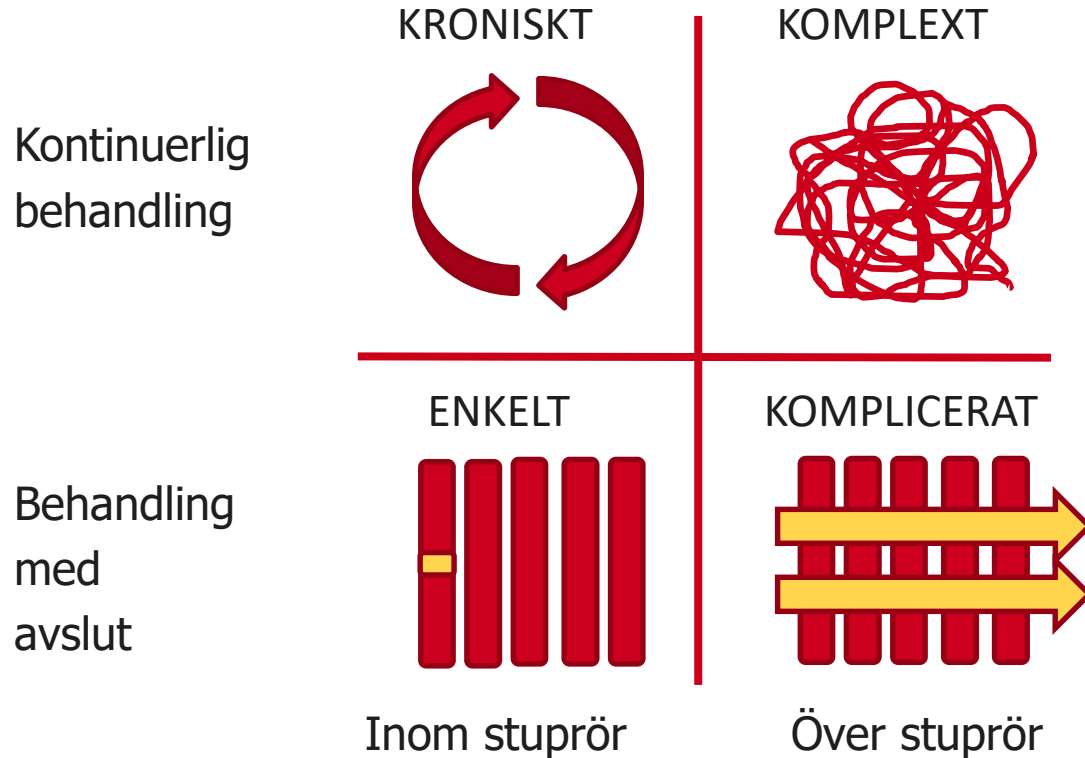 KRONISKT
KOMPLEXT
Kontinuerlig
behandling
ENKELT
KOMPLICERAT
Behandling
med
avslut
Inom stuprör
Över stuprör